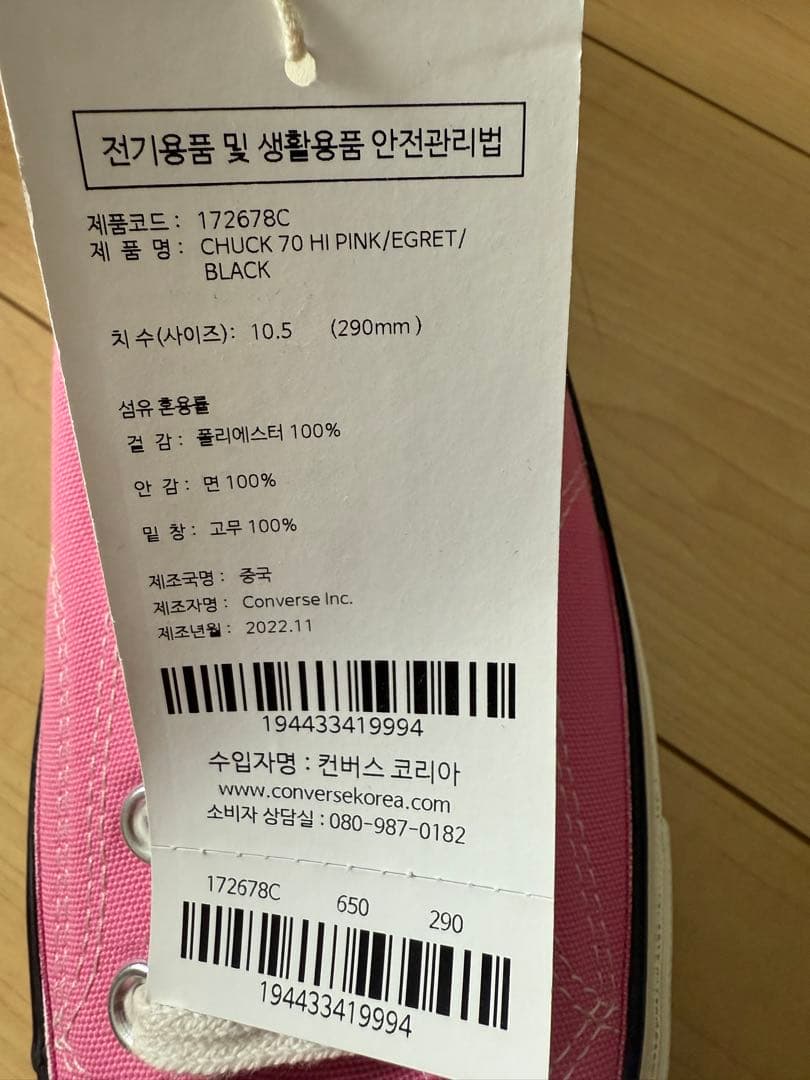 전기용품 및 생활용품 안전관리법
제품코드 : 172678C
제 품 명 : CHUCK 70 HI PINK/EGRET/
BLACK
치 수(사이즈) : 10.5 (290mm )
섬유 혼용률
걸 감 : 폴리에스터 100%
안 감 : 면 100%
밑 창 : 고무 100%
제조국명 : 중국
제조자명 : Converse Inc.
제조년월 : 2022.11
194433419994
수입자명 : 컨버스 코리아
www.conversekorea.com
소비자 상담실 : 080-987-0182
172678C 650 290
194433419994